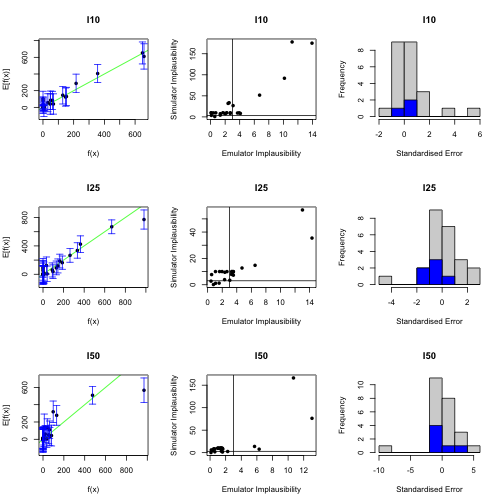 I10
I10
I10
E[f(x)]
0 200 600
0 200 400 600
f(x)
Simulator Implausibility
0 50 100 150
0 2 4 6 8 10 12 14
Emulator Implausibility
Frequency
0 2 4 6 8
-2 0 2 4 6
Standardised Error
I25
I25
I25
E[f(x)]
0 200 400 600 800
0 200 400 600 800
f(x)
Simulator Implausibility
0 20 40
0 2 4 6 8 10 12 14
Emulator Implausibility
Frequency
0 2 4 6 8
-4 -2 0 2
Standardised Error
I50
I50
I50
E[f(x)]
0 200 600
0 200 400 600 800
f(x)
Simulator Implausibility
0 50 100 150
0 2 4 6 8 10 12
Emulator Implausibility
Frequency
0 2 4 6 8 10
-10 -5 0 5
Standardised Error